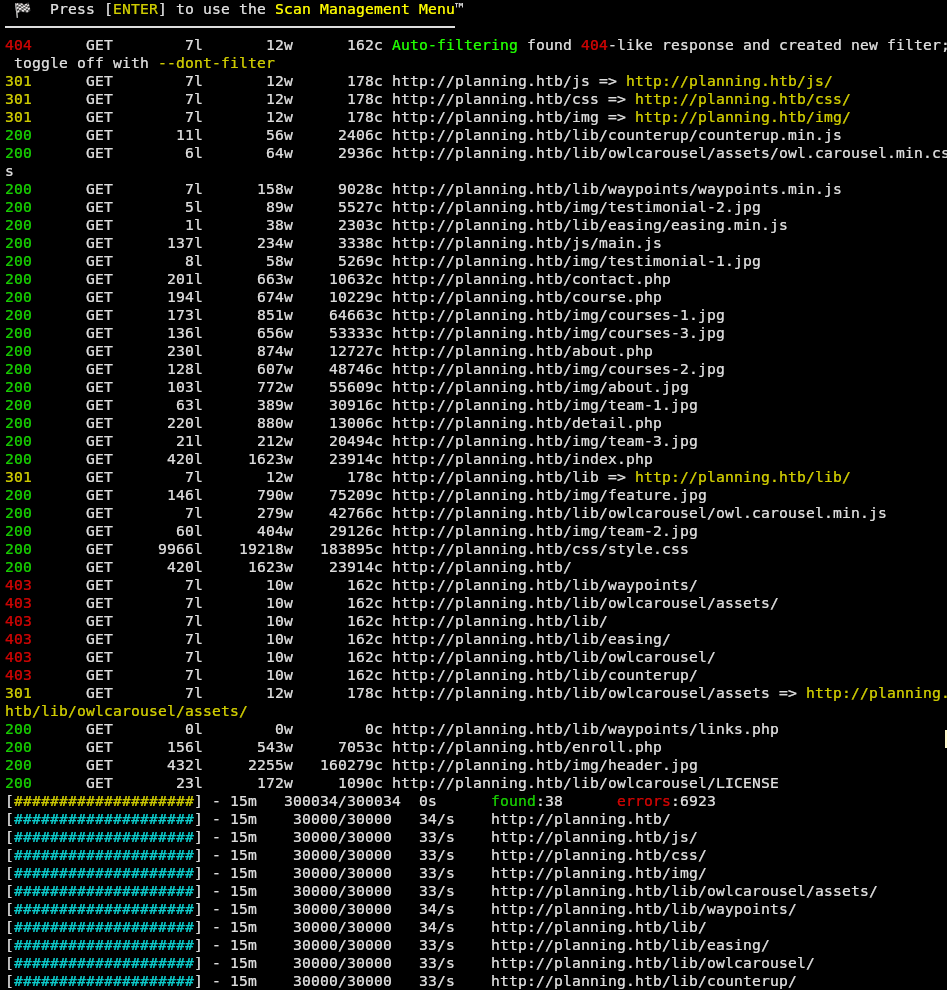 🏁  Press [ENTER] to use the Scan Management Menu™
404      GET        7l       12w      162c Auto-filtering found 404-like response and created new filter;
toggle off with --dont-filter
301      GET        7l       12w      178c http://planning.htb/js => http://planning.htb/js/
301      GET        7l       12w      178c http://planning.htb/css => http://planning.htb/css/
301      GET        7l       12w      178c http://planning.htb/img => http://planning.htb/img/
200      GET       11l       56w     2406c http://planning.htb/lib/counterup/counterup.min.js
200      GET        6l       64w     2936c http://planning.htb/lib/owlcarousel/assets/owl.carousel.min.cs
s
200      GET        7l      158w     9028c http://planning.htb/lib/waypoints/waypoints.min.js
200      GET        5l       89w     5527c http://planning.htb/img/testimonial-2.jpg
200      GET        1l       38w     2303c http://planning.htb/lib/easing/easing.min.js
200      GET      137l      234w     3338c http://planning.htb/js/main.js
200      GET        8l       58w     5269c http://planning.htb/img/testimonial-1.jpg
200      GET      201l      663w    10632c http://planning.htb/contact.php
200      GET      194l      674w    10229c http://planning.htb/course.php
200      GET      173l      851w    64663c http://planning.htb/img/courses-1.jpg
200      GET      136l      656w    53333c http://planning.htb/img/courses-3.jpg
200      GET      230l      874w    12727c http://planning.htb/about.php
200      GET      128l      607w    48746c http://planning.htb/img/courses-2.jpg
200      GET      103l      772w    55609c http://planning.htb/img/about.jpg
200      GET       63l      389w    30916c http://planning.htb/img/team-1.jpg
200      GET      220l      880w    13006c http://planning.htb/detail.php
200      GET       21l      212w    20494c http://planning.htb/img/team-3.jpg
200      GET      420l     1623w    23914c http://planning.htb/index.php
301      GET        7l       12w      178c http://planning.htb/lib => http://planning.htb/lib/
200      GET      146l      790w    75209c http://planning.htb/img/feature.jpg
200      GET        7l      279w    42766c http://planning.htb/lib/owlcarousel/owl.carousel.min.js
200      GET       60l      404w    29126c http://planning.htb/img/team-2.jpg
200      GET     9966l    19218w   183895c http://planning.htb/css/style.css
200      GET      420l     1623w    23914c http://planning.htb/
403      GET        7l       10w      162c http://planning.htb/lib/waypoints/
403      GET        7l       10w      162c http://planning.htb/lib/owlcarousel/assets/
403      GET        7l       10w      162c http://planning.htb/lib/
403      GET        7l       10w      162c http://planning.htb/lib/easing/
403      GET        7l       10w      162c http://planning.htb/lib/owlcarousel/
403      GET        7l       10w      162c http://planning.htb/lib/counterup/
301      GET        7l       12w      178c http://planning.htb/lib/owlcarousel/assets => http://planning.
htb/lib/owlcarousel/assets/
200      GET        0l        0w        0c http://planning.htb/lib/waypoints/links.php
200      GET      156l      543w     7053c http://planning.htb/enroll.php
200      GET      432l     2255w   160279c http://planning.htb/img/header.jpg
200      GET       23l      172w     1090c http://planning.htb/lib/owlcarousel/LICENSE
[####################] - 15m   300034/300034  0s      found:38      errors:6923
[####################] - 15m    30000/30000   34/s    http://planning.htb/
[####################] - 15m    30000/30000   33/s    http://planning.htb/js/
[####################] - 15m    30000/30000   33/s    http://planning.htb/css/
[####################] - 15m    30000/30000   33/s    http://planning.htb/img/
[####################] - 15m    30000/30000   33/s    http://planning.htb/lib/owlcarousel/assets/
[####################] - 15m    30000/30000   34/s    http://planning.htb/lib/waypoints/
[####################] - 15m    30000/30000   34/s    http://planning.htb/lib/
[####################] - 15m    30000/30000   33/s    http://planning.htb/lib/easing/
[####################] - 15m    30000/30000   33/s    http://planning.htb/lib/owlcarousel/
[####################] - 15m    30000/30000   33/s    http://planning.htb/lib/counterup/